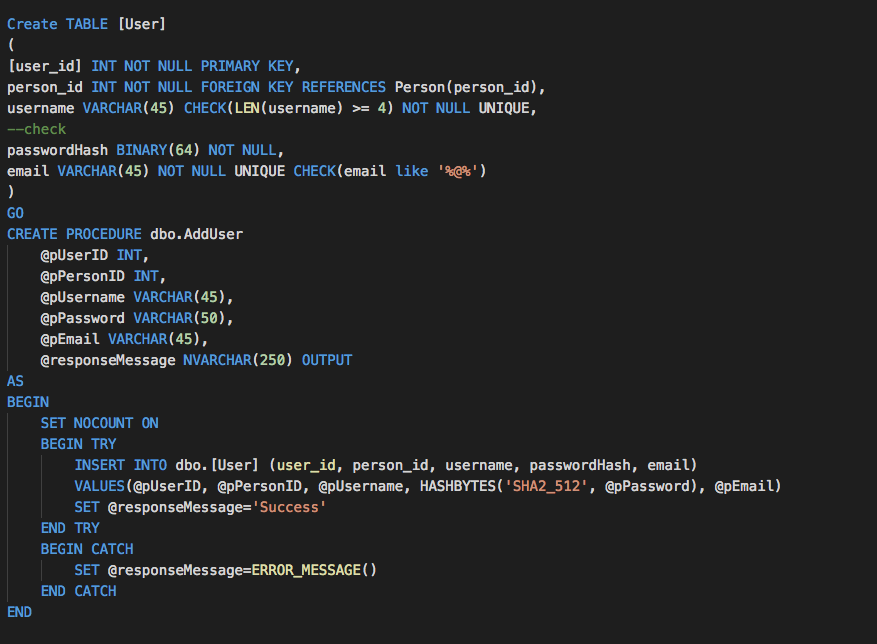 Create TABLE [User]
(
[user_id] INT NOT NULL PRIMARY KEY,
person_id INT NOT NULL FOREIGN KEY REFERENCES Person(person_id),
username VARCHAR(45) CHECK(LEN(username) >= 4) NOT NULL UNIQUE,
--check
passwordHash BINARY(64) NOT NULL,
email VARCHAR(45) NOT NULL UNIQUE CHECK(email like '%@%')
)
GO
CREATE PROCEDURE dbo.AddUser
    @pUserID INT,
    @pPersonID INT,
    @pUsername VARCHAR(45),
    @pPassword VARCHAR(50),
    @pEmail VARCHAR(45),
    @responseMessage NVARCHAR(250) OUTPUT
AS
BEGIN
    SET NOCOUNT ON
    BEGIN TRY
        INSERT INTO dbo.[User] (user_id, person_id, username, passwordHash, email)
        VALUES(@pUserID, @pPersonID, @pUsername, HASHBYTES('SHA2_512', @pPassword), @pEmail)
        SET @responseMessage='Success'
    END TRY
    BEGIN CATCH
        SET @responseMessage=ERROR_MESSAGE()
    END CATCH
END